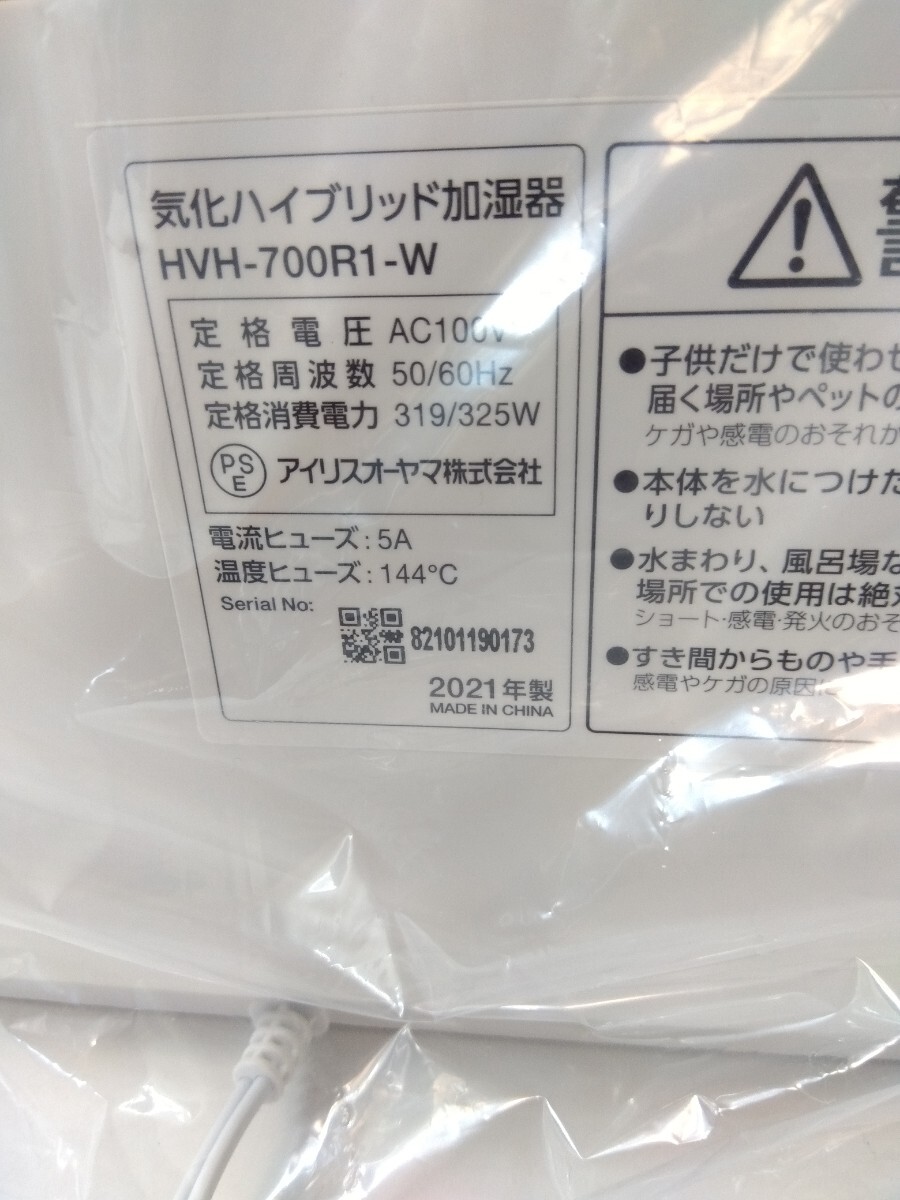 気化ハイブリッド加湿器
HVH-700R1-W
定格電圧 AC100V
定格周波数 50/60Hz
定格消費電力 319/325W
PSE アイリスオーヤマ株式会社
電流ヒューズ:5A
温度ヒューズ:144℃
Serial No:
82101190173
2021年製
MADE IN CHINA
●子供だけで使わせ
届く場所やペットの
ケガや感電のおそれが
●本体を水につけた
りしない
●水まわり、風呂場な
場所での使用は絶対
ショート・感電・発火のおそ
●すき間からものや手
感電やケガの原因に